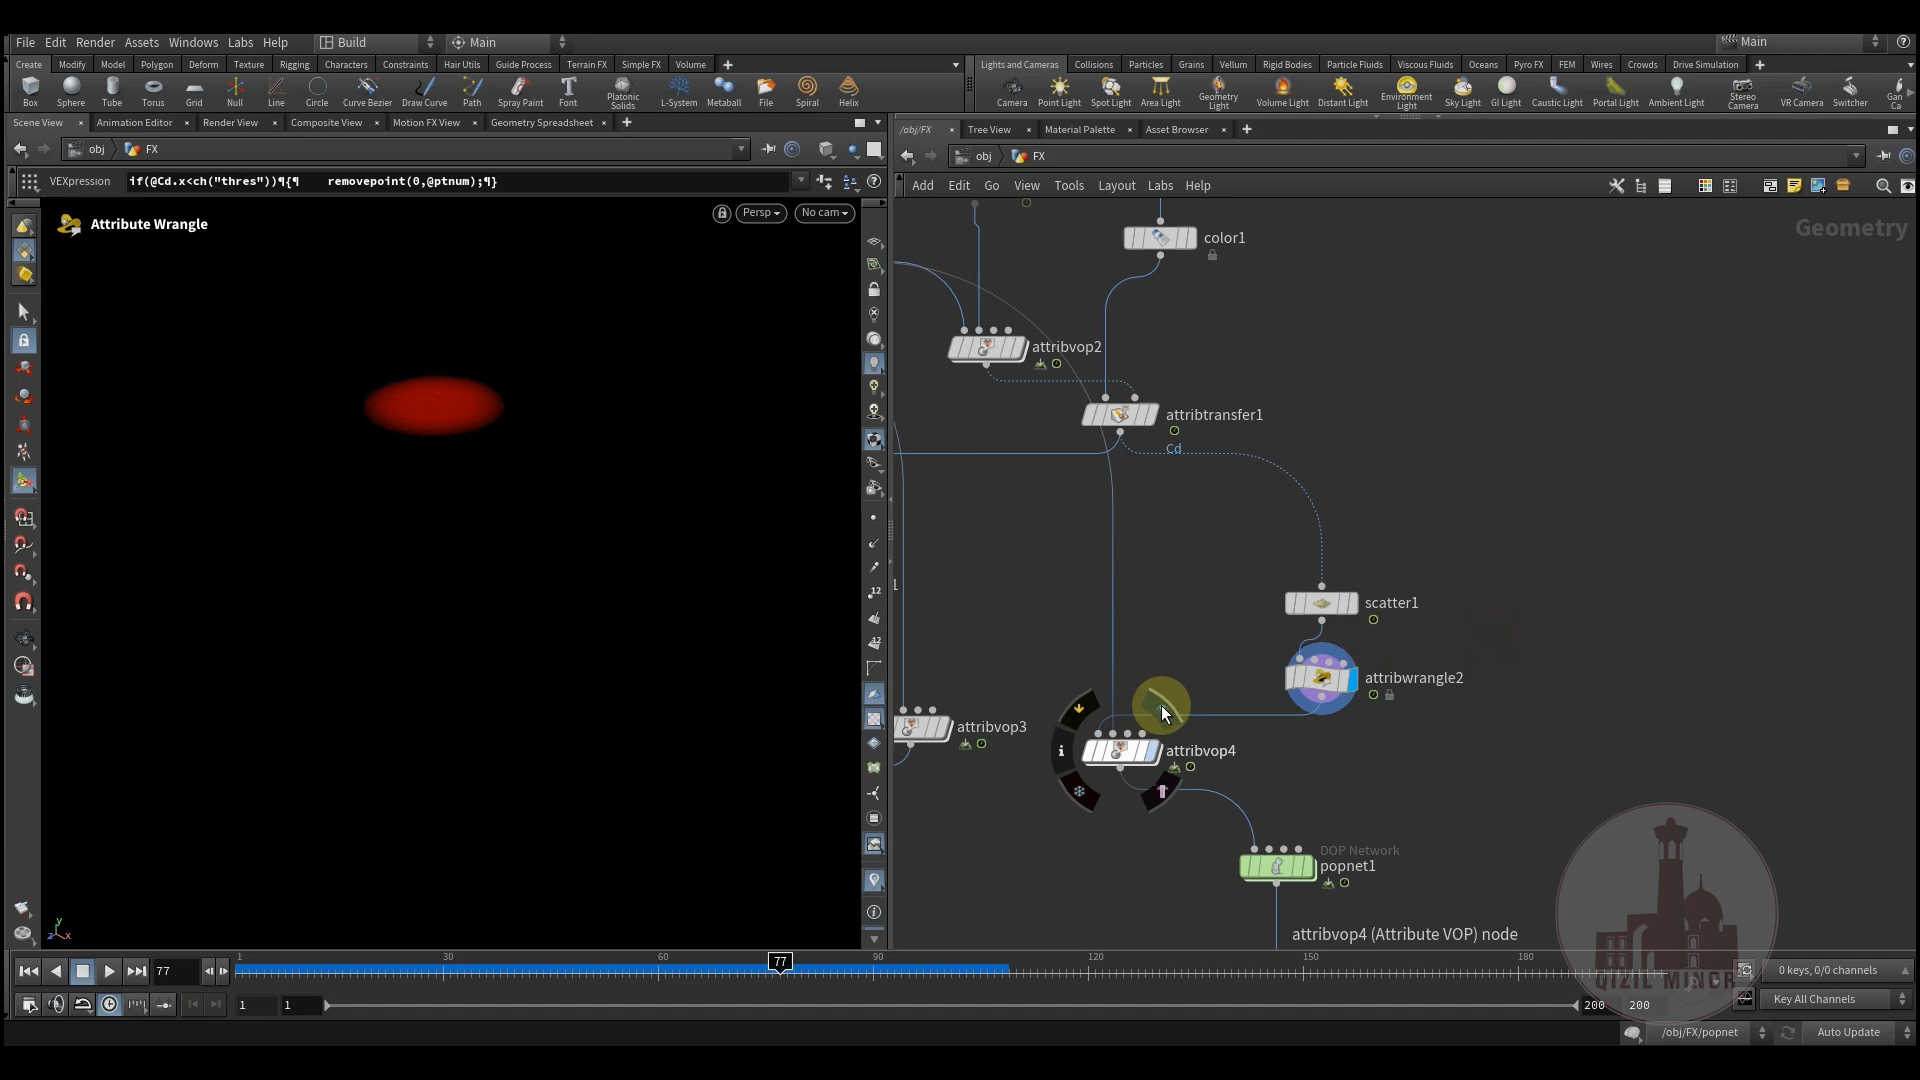 File Edit Render Assets Windows Labs Help Build Main Main
Create Modify Model Polygon Deform Texture Rigging Characters Constraints Hair Utils Guide Process Terrain FX Simple FX Volume
Lights and Cameras Collisions Particles Grains Vellum Rigid Bodies Particle Fluids Viscous Fluids Oceans Pyro FX FEM Wires Crowds Drive Simulation
Box Sphere Tube Torus Grid Null Line Circle Curve Bezier Draw Curve Path Spray Paint Font Platonic Solids L-System Metaball File Spiral Helix
Camera Point Light Spot Light Area Light Geometry Light Volume Light Distant Light Environment Light Sky Light GI Light Caustic Light Portal Light Ambient Light Stereo Camera VR Camera Switcher Gan Ca
Scene View Animation Editor Render View Composite View Motion FX View Geometry Spreadsheet
/obj/FX Tree View Material Palette Asset Browser
obj FX
obj FX
VEXpression if(@Cd.x<ch("thres"))¶{¶ removepoint(0,@ptnum);¶}
Add Edit Go View Tools Layout Labs Help
Attribute Wrangle
Persp No cam
Geometry
color1
attribvop2
attribtransfer1
Cd
scatter1
attribwrangle2
attribvop3
attribvop4
DOP Network
popnet1
attribvop4 (Attribute VOP) node
12
12
QIZIL MINOR
77 1 30 60 77 90 120 150 180
0 keys, 0/0 channels
1 1 200 200
Key All Channels
/obj/FX/popnet Auto Update